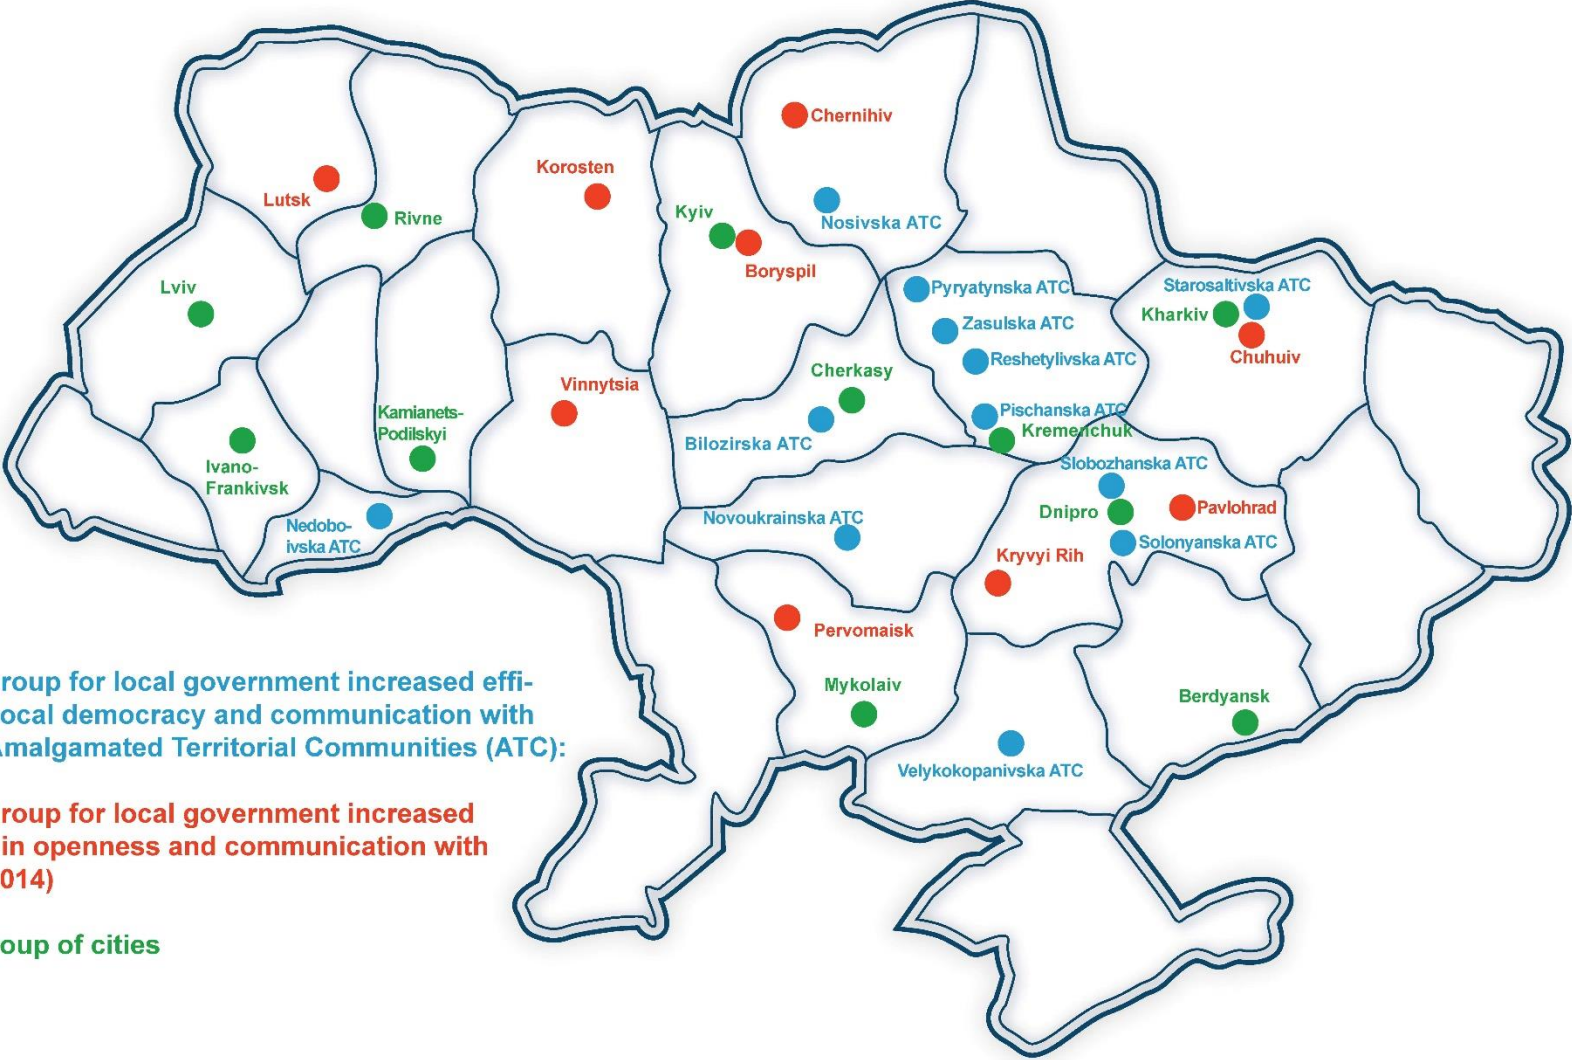 Chernihiv
Korosten
Lutsk
Kyiv
Rivne
Nosivska ATC
Boryspil
Lviv
Pyryatynska ATC
Starosaltivska ATC
Kharkiv
Zasulska ATC
Chuhuiv
Reshetylivska ATC
Cherkasy
Vinnytsia
Kamianets-
Podilskyi
Pischanska ATC
Kremenchuk
Bilozirska ATC
Ivano-
Frankivsk
Slobozhanska ATC
Pavlohrad
Dnipro
Novoukrainska ATC
Nedobo-
ivska ATC
Solonyanska ATC
Kryvyi Rih
Pervomaisk
Mykolaiv
Berdyansk
Velykokopanivska ATC
roup for local government increased effi-
ocal democracy and communication with
Amalgamated Territorial Communities (ATC):
roup for local government increased
in openness and communication with
014)
oup of cities